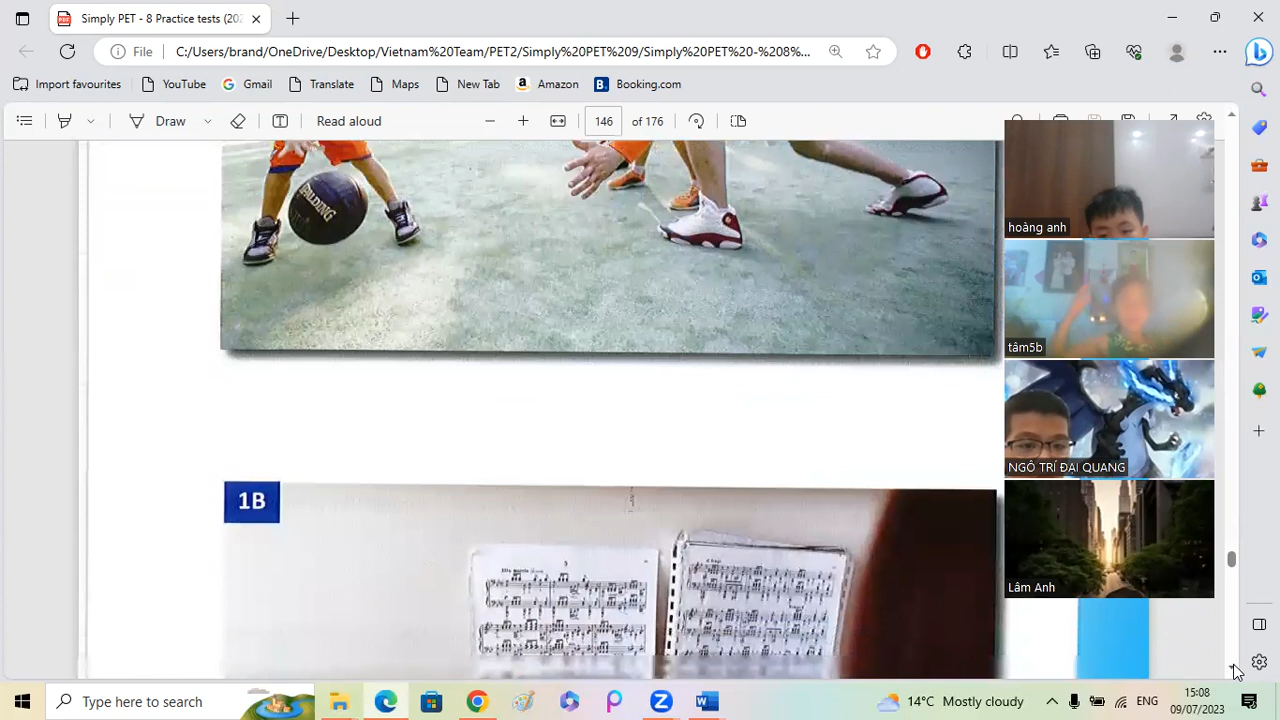 Simply PET - 8 Practice tests (202
File
C:/Users/brand/OneDrive/Desktop/Vietnam%20Team/PET2/Simply%20PET%209/Simply%20PET%20-%208%...
Import favourites
YouTube
Gmail
Translate
Maps
New Tab
Amazon
Booking.com
Draw
Read aloud
146
of 176
SPALDING
hoàng anh
tâm5b
NGÔ TRÍ ĐẠI QUANG
Lâm Anh
1B
Type here to search
14°C Mostly cloudy
ENG
15:08
09/07/2023